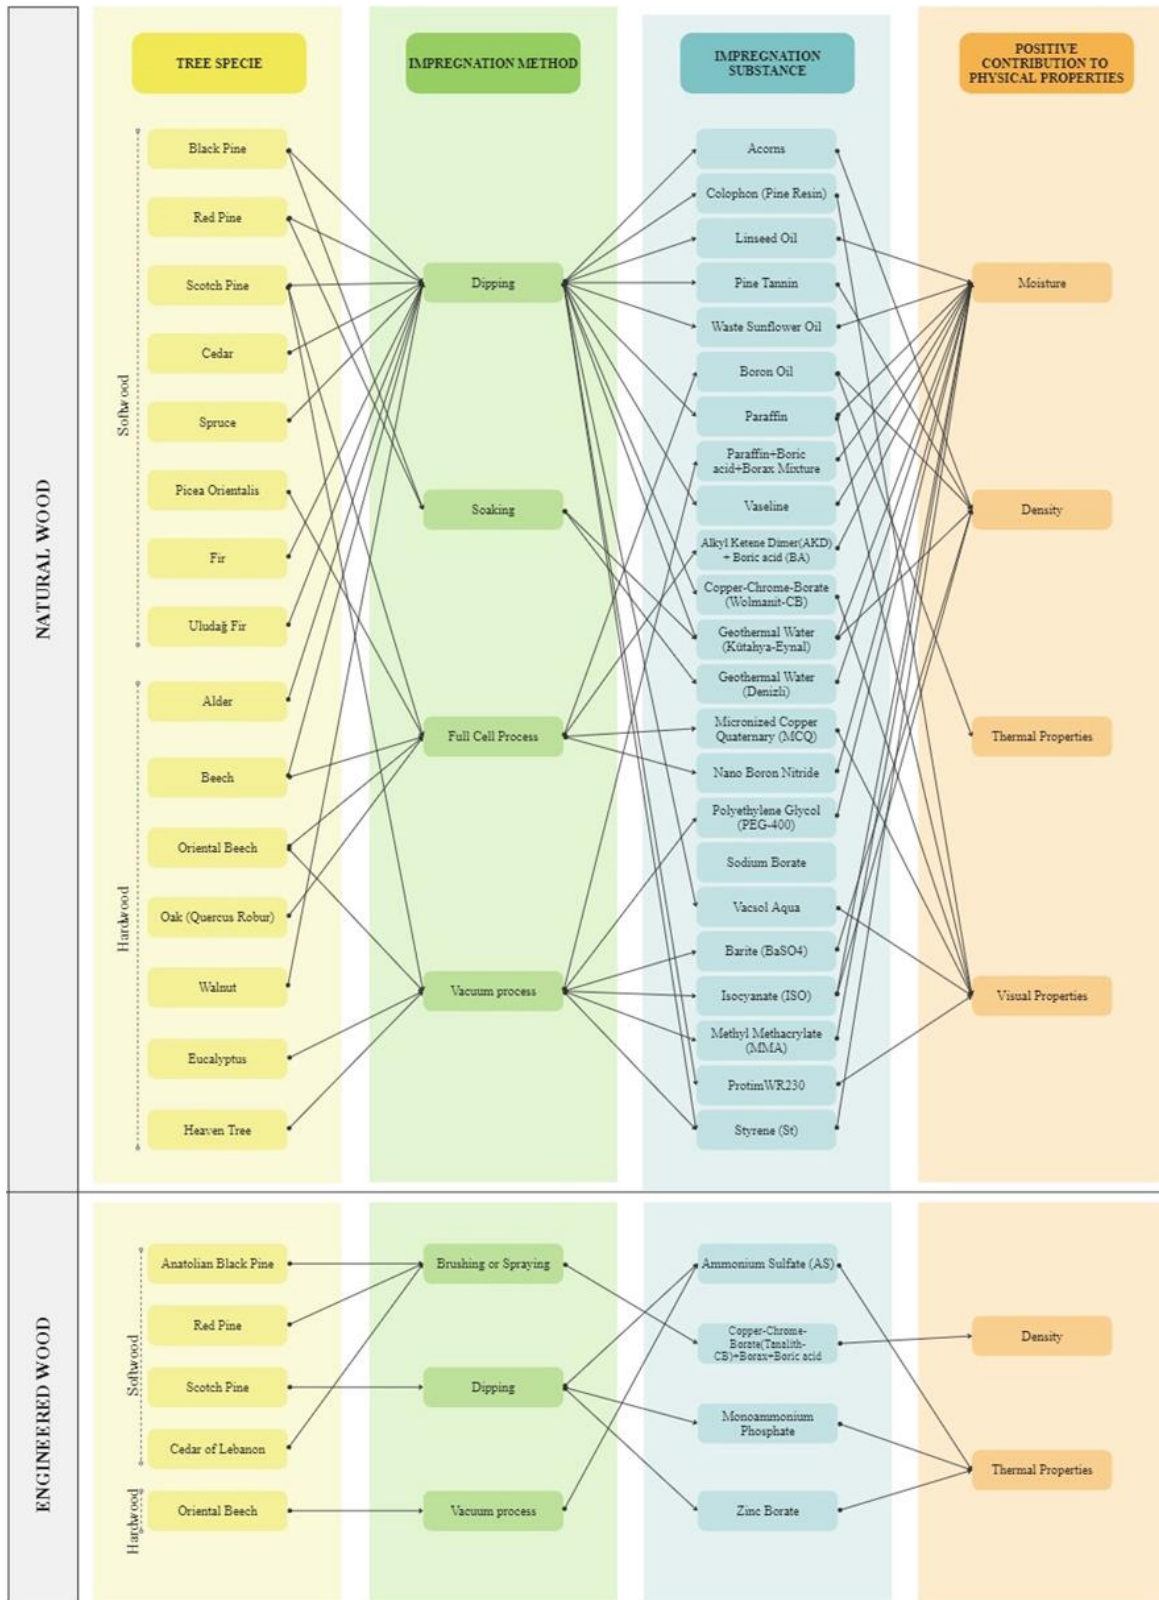 TREE SPECIE
IMPREGNATION METHOD
IMPREGNATION
SUBSTANCE
POSITIVE
CONTRIBUTION TO
PHYSICAL PROPERTIES
NATURAL WOOD
Softwood
Black Pine
Red Pine
Scotch Pine
Cedar
Spruce
Picea Orientalis
Fir
Uludağ Fir
Hardwood
Alder
Beech
Oriental Beech
Oak (Quercus Robur)
Walnut
Eucalyptus
Heaven Tree
Dipping
Soaking
Full Cell Process
Vacuum process
Acorns
Colophon (Pine Resin)
Linseed Oil
Pine Tannin
Waste Sunflower Oil
Boron Oil
Paraffin
Paraffin+Boric
acid+Borax Mixture
Vaseline
Alkyl Ketene Dimer(AKD)
+ Boric acid (BA)
Copper-Chrome-Borate
(Wolmanit-CB)
Geothermal Water
(Kütahya-Eynal)
Geothermal Water
(Denizli)
Micronized Copper
Quaternary (MCQ)
Nano Boron Nitride
Polyethylene Glycol
(PEG-400)
Sodium Borate
Vacsol Aqua
Barite (BaSO4)
Isocyanate (ISO)
Methyl Methacrylate
(MMA)
ProtimWR230
Styrene (St)
Moisture
Density
Thermal Properties
Visual Properties
ENGINEERED WOOD
Softwood
Anatolian Black Pine
Red Pine
Scotch Pine
Cedar of Lebanon
Hardwood
Oriental Beech
Brushing or Spraying
Dipping
Vacuum process
Ammonium Sulfate (AS)
Copper-Chrome-
Borate(Tanalith-
CB)+Borax+Boric acid
Monoammonium
Phosphate
Zinc Borate
Density
Thermal Properties